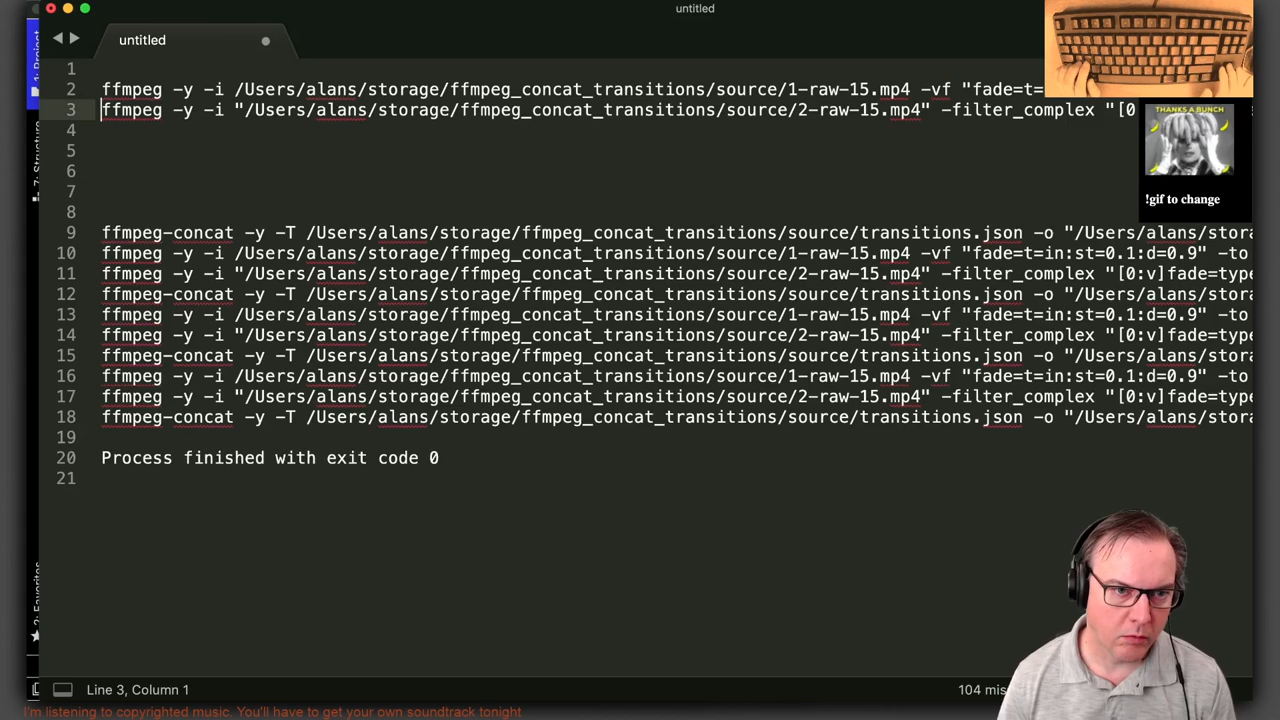 untitled
untitled
1: Project
THANKS A BUNCH
!gif to change
7: Structure
2: Favorites
1
2 ffmpeg -y -i /Users/alans/storage/ffmpeg_concat_transitions/source/1-raw-15.mp4 -vf "fade=t=
3 ffmpeg -y -i "/Users/alans/storage/ffmpeg_concat_transitions/source/2-raw-15.mp4" -filter_complex "[0
4
5
6
7
8
9 ffmpeg-concat -y -T /Users/alans/storage/ffmpeg_concat_transitions/source/transitions.json -o "/Users/alans/stora
10 ffmpeg -y -i /Users/alans/storage/ffmpeg_concat_transitions/source/1-raw-15.mp4 -vf "fade=t=in:st=0.1:d=0.9" -to
11 ffmpeg -y -i "/Users/alans/storage/ffmpeg_concat_transitions/source/2-raw-15.mp4" -filter_complex "[0:v]fade=type
12 ffmpeg-concat -y -T /Users/alans/storage/ffmpeg_concat_transitions/source/transitions.json -o "/Users/alans/stora
13 ffmpeg -y -i /Users/alans/storage/ffmpeg_concat_transitions/source/1-raw-15.mp4 -vf "fade=t=in:st=0.1:d=0.9" -to
14 ffmpeg -y -i "/Users/alans/storage/ffmpeg_concat_transitions/source/2-raw-15.mp4" -filter_complex "[0:v]fade=type
15 ffmpeg-concat -y -T /Users/alans/storage/ffmpeg_concat_transitions/source/transitions.json -o "/Users/alans/stora
16 ffmpeg -y -i /Users/alans/storage/ffmpeg_concat_transitions/source/1-raw-15.mp4 -vf "fade=t=in:st=0.1:d=0.9" -to
17 ffmpeg -y -i "/Users/alans/storage/ffmpeg_concat_transitions/source/2-raw-15.mp4" -filter_complex "[0:v]fade=type
18 ffmpeg-concat -y -T /Users/alans/storage/ffmpeg_concat_transitions/source/transitions.json -o "/Users/alans/stora
19
20 Process finished with exit code 0
21
Line 3, Column 1
104 mis
I'm listening to copyrighted music. You'll have to get your own soundtrack tonight